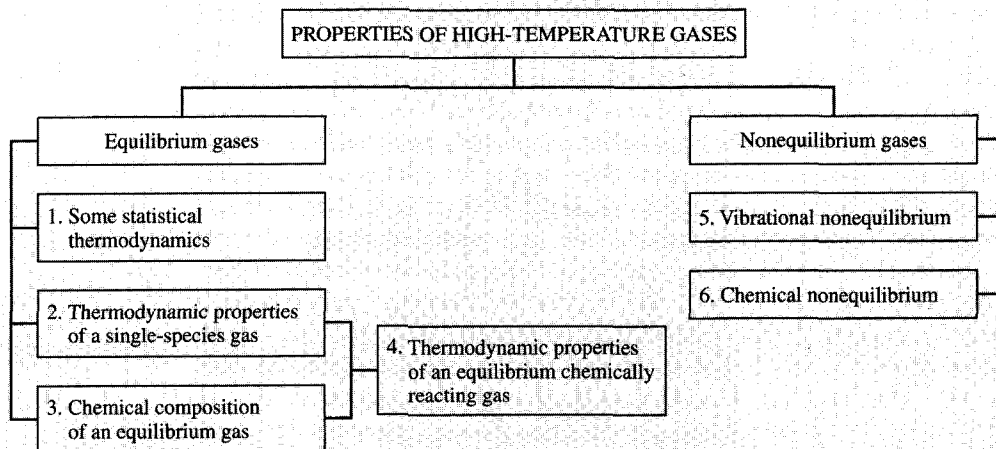 PROPERTIES OF HIGH-TEMPERATURE GASES
Equilibrium gases
Nonequilibrium gases
1. Some statistical
thermodynamics
5. Vibrational nonequilibrium
2. Thermodynamic properties
of a single-species gas
6. Chemical nonequilibrium
3. Chemical composition
of an equilibrium gas
4. Thermodynamic properties
of an equilibrium chemically
reacting gas